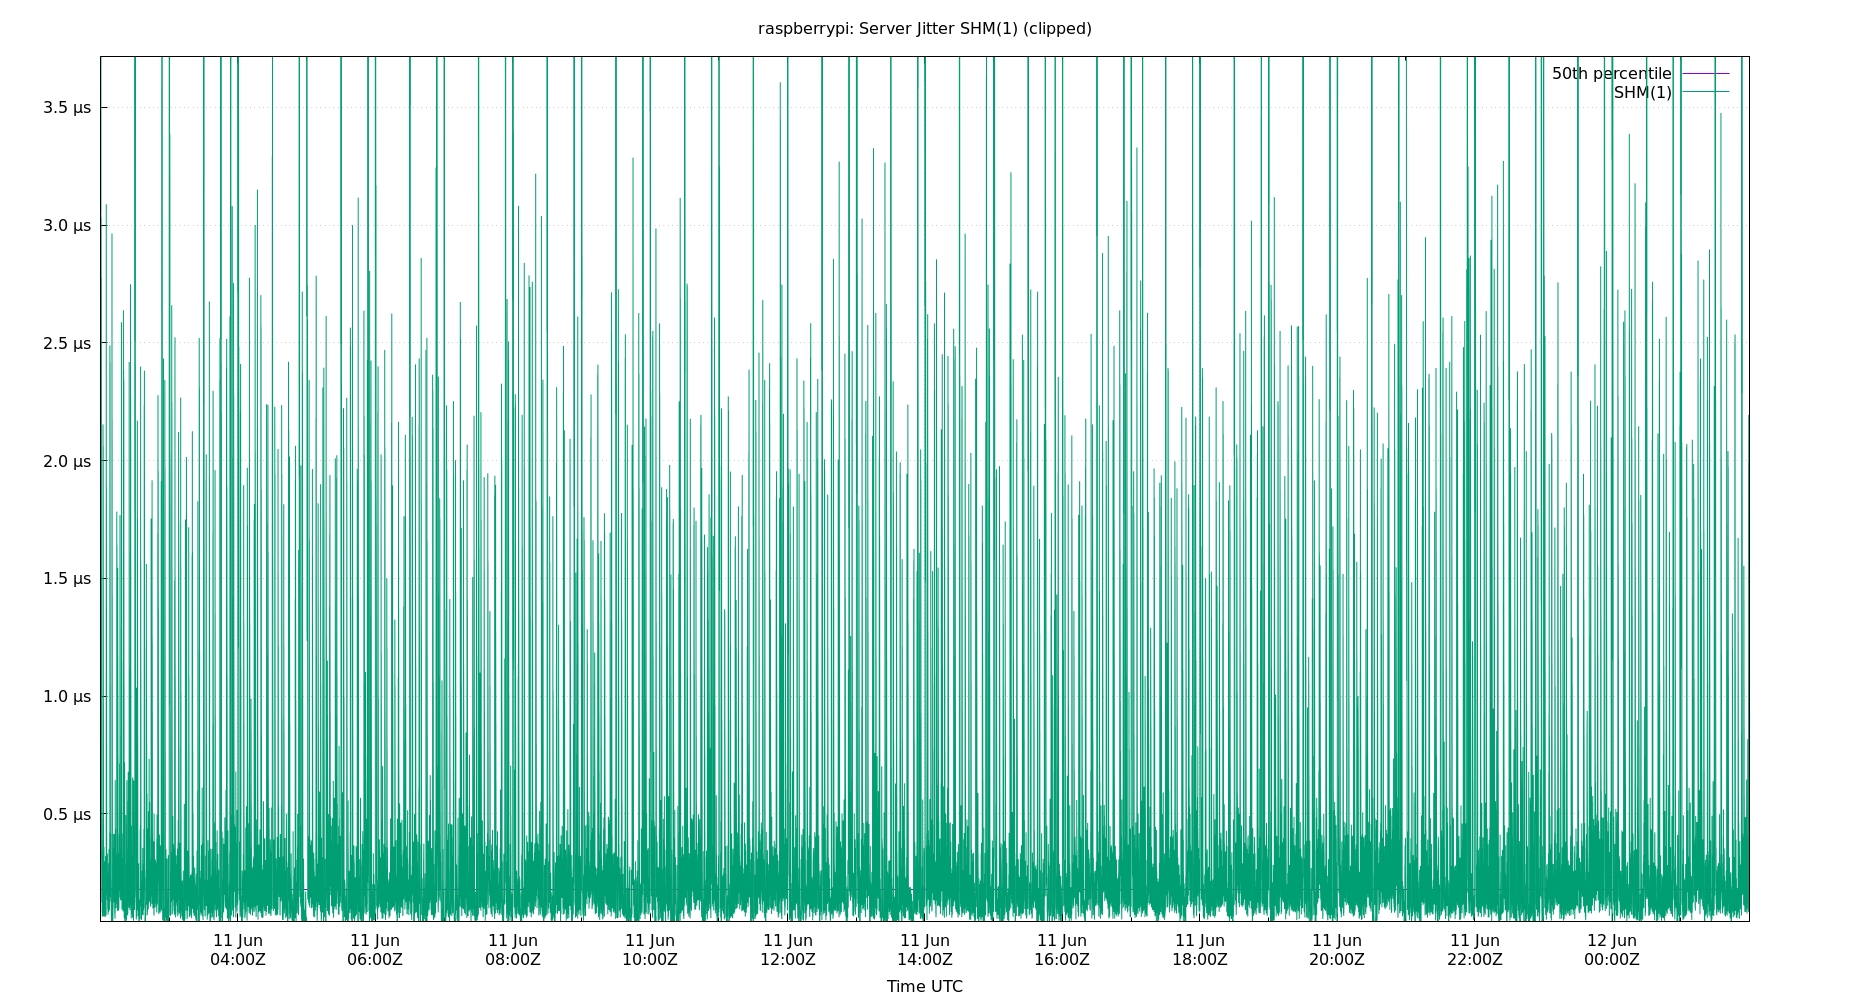 raspberrypi: Server Jitter SHM(1) (clipped)
50th percentile
SHM(1)
3.5 µs
3.0 µs
2.5 µs
2.0 µs
1.5 µs
1.0 µs
0.5 µs
11 Jun 11 Jun 11 Jun 11 Jun 11 Jun 11 Jun 11 Jun 11 Jun 11 Jun 11 Jun 12 Jun
04:00Z 06:00Z 08:00Z 10:00Z 12:00Z 14:00Z 16:00Z 18:00Z 20:00Z 22:00Z 00:00Z
Time UTC